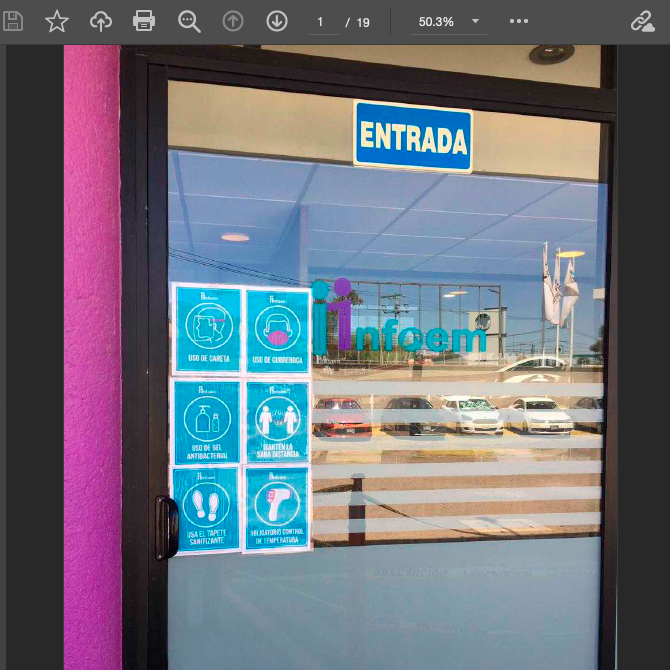 1 / 19
50.3%
ENTRADA
infoem
USO DE CARETA
USO DE CUBREBOCA
USO DE GEL
ANTIBACTERIAL
MANTÉN LA
SANA DISTANCIA
USA EL TAPETE
SANITIZANTE
OBLIGATORIO CONTROL
DE TEMPERATURA